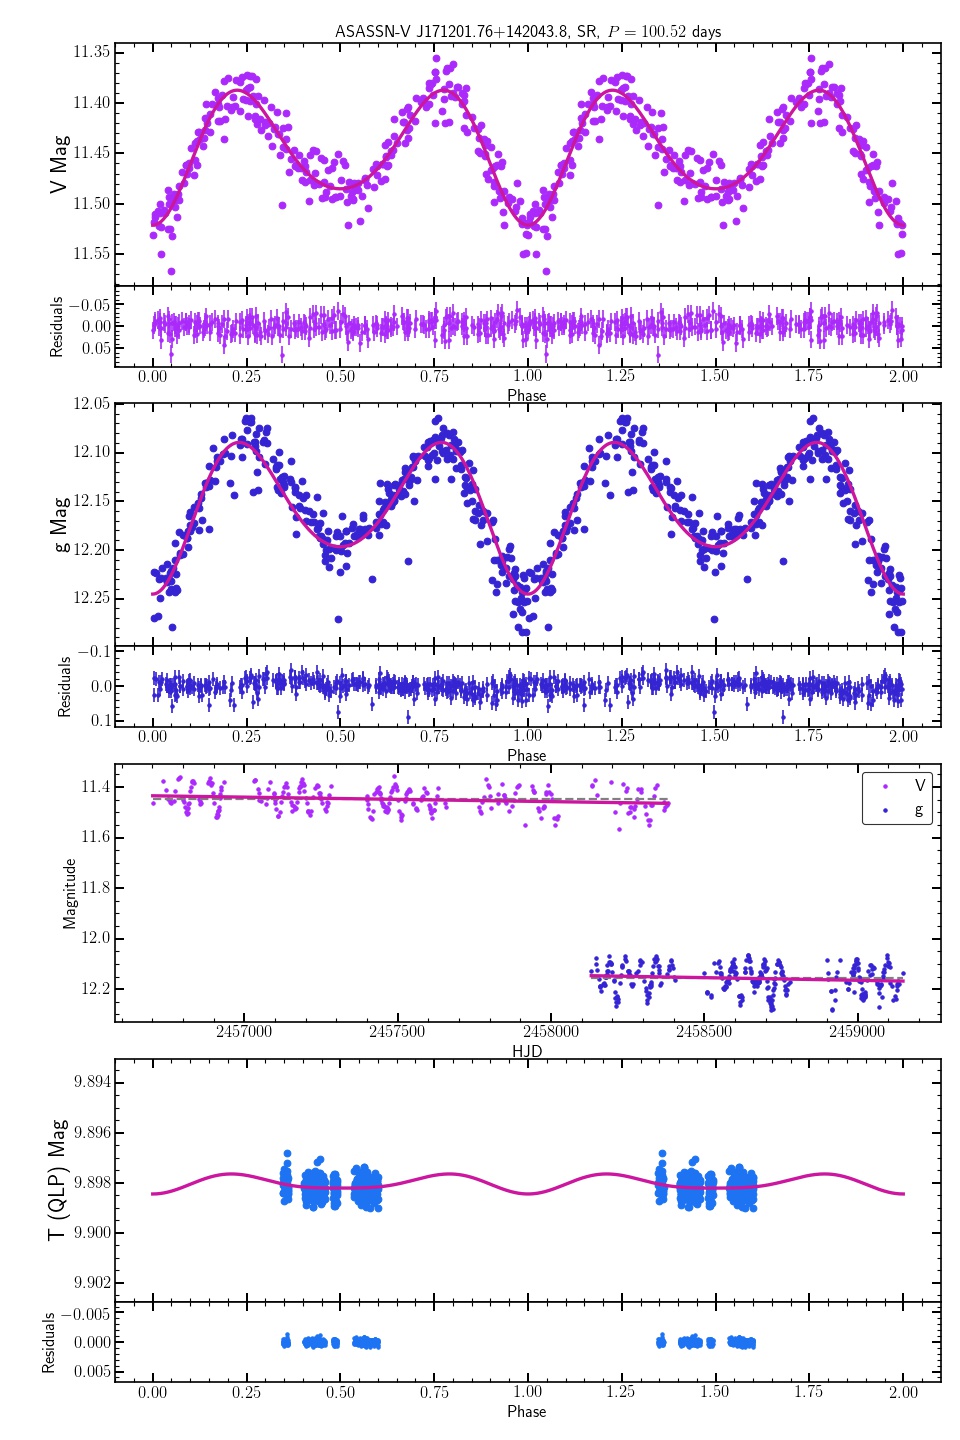 ASASSN-V J171201.76+142043.8, SR, P = 100.52 days
11.35
11.40
11.45
11.50
11.55
V Mag
−0.05
0.00
0.05
Residuals
0.00 0.25 0.50 0.75 1.00 1.25 1.50 1.75 2.00
Phase
12.05
12.10
12.15
12.20
12.25
g Mag
−0.1
0.0
0.1
Residuals
0.00 0.25 0.50 0.75 1.00 1.25 1.50 1.75 2.00
Phase
11.4
11.6
11.8
12.0
12.2
Magnitude
V
g
2457000 2457500 2458000 2458500 2459000
HJD
9.894
9.896
9.898
9.900
9.902
T (QLP) Mag
−0.005
0.000
0.005
Residuals
0.00 0.25 0.50 0.75 1.00 1.25 1.50 1.75 2.00
Phase